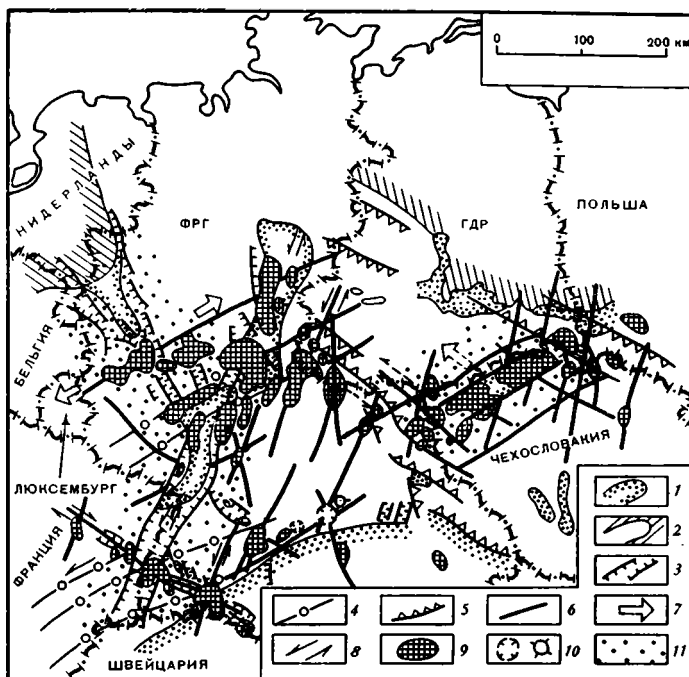 0 100 200 км
НИДЕРЛАНДЫ
ФРГ
ГДР
ПОЛЬША
БЕЛЬГИЯ
ЧЕХОСЛОВАКИЯ
ЛЮКСЕМБУРГ
ФРАНЦИЯ
ШВЕЙЦАРИЯ
1
2
3
4 5 6 7
8 9 10 11